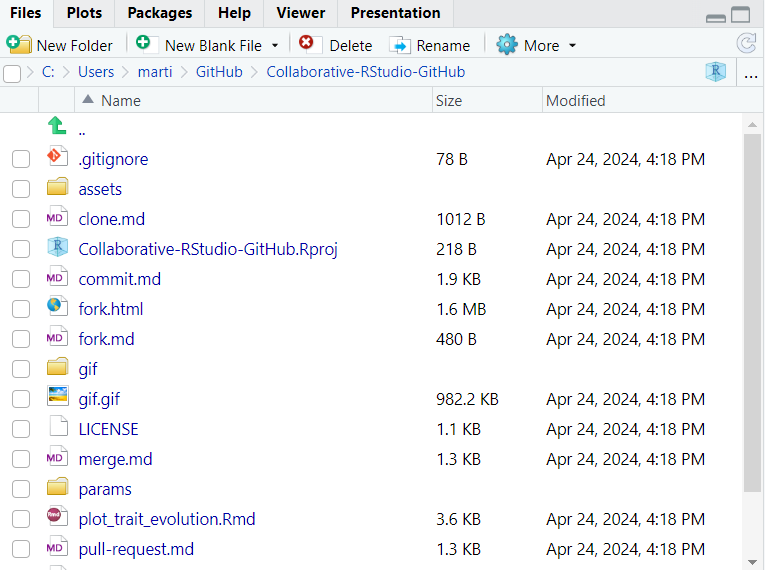 Files Plots Packages Help Viewer Presentation
New Folder New Blank File Delete Rename More
C: Users marti GitHub Collaborative-RStudio-GitHub R ...
Name Size Modified
..
.gitignore 78 B Apr 24, 2024, 4:18 PM
assets
MD clone.md 1012 B Apr 24, 2024, 4:18 PM
R Collaborative-RStudio-GitHub.Rproj 218 B Apr 24, 2024, 4:18 PM
MD commit.md 1.9 KB Apr 24, 2024, 4:18 PM
fork.html 1.6 MB Apr 24, 2024, 4:18 PM
MD fork.md 480 B Apr 24, 2024, 4:18 PM
gif
gif.gif 982.2 KB Apr 24, 2024, 4:18 PM
LICENSE 1.1 KB Apr 24, 2024, 4:18 PM
MD merge.md 1.3 KB Apr 24, 2024, 4:18 PM
params
Rmd plot_trait_evolution.Rmd 3.6 KB Apr 24, 2024, 4:18 PM
MD pull-request.md 1.3 KB Apr 24, 2024, 4:18 PM